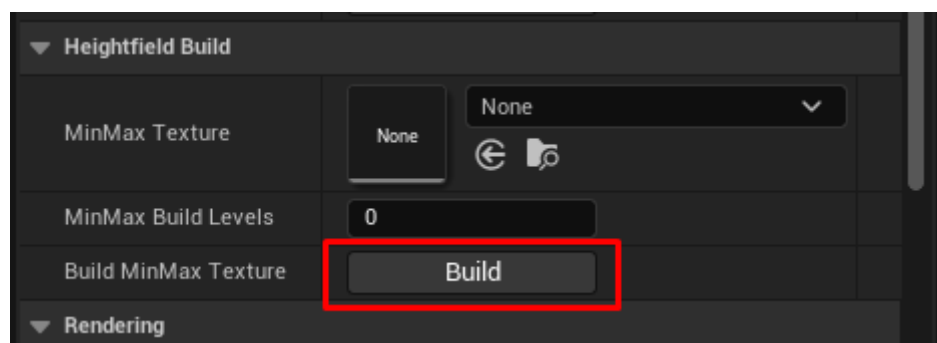 Heightfield Build
MinMax Texture
None
None
MinMax Build Levels
0
Build MinMax Texture
Build
Rendering